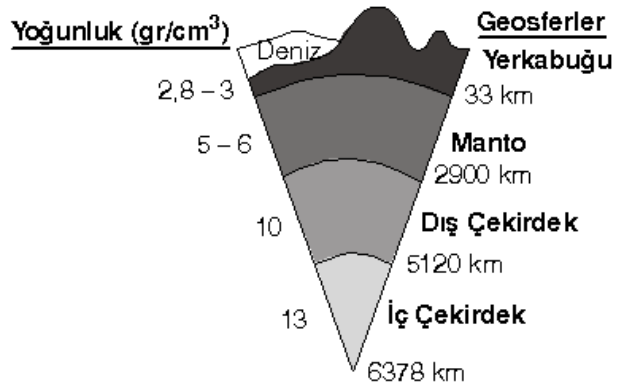 Yoğunluk (gr/cm³)
Geosferler
Deniz
Yerkabuğu
2,8 – 3
33 km
5 – 6
Manto
2900 km
10
Dış Çekirdek
5120 km
13
İç Çekirdek
6378 km